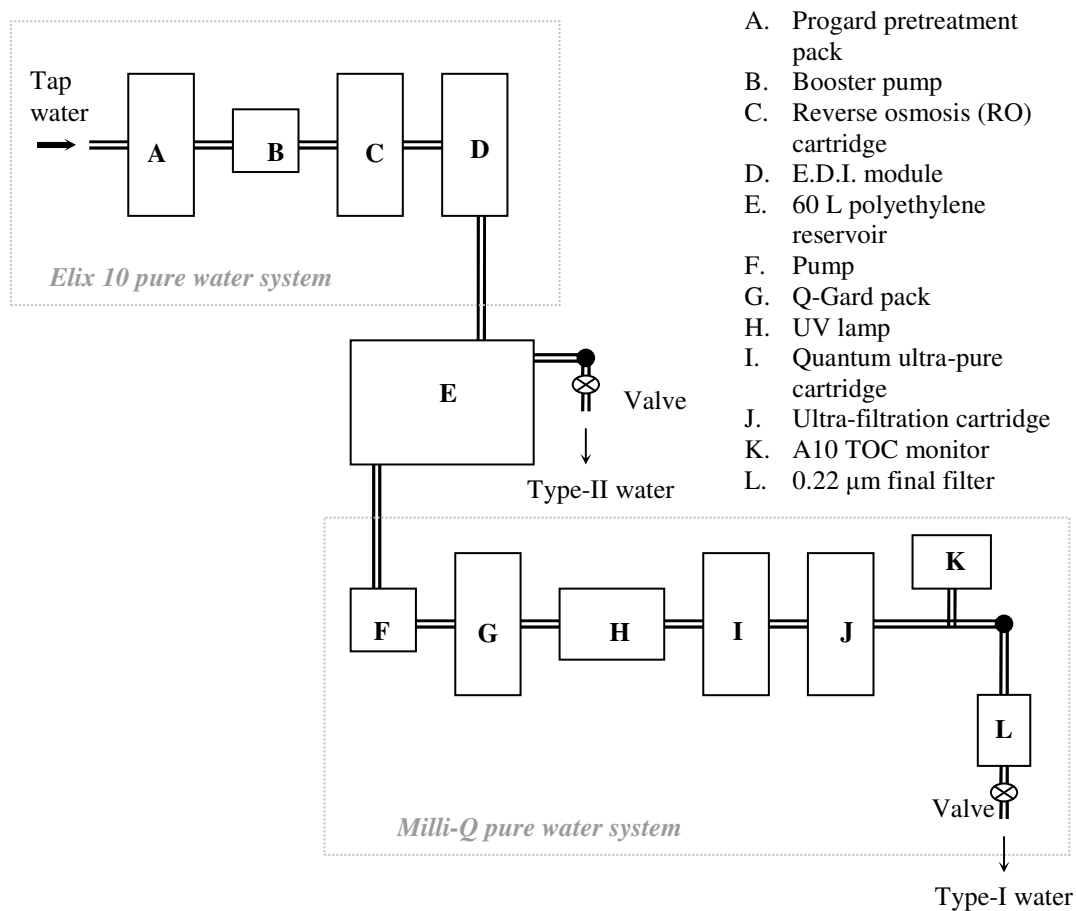 Tap
water
A
B
C
D
Elix 10 pure water system
E
Valve
Type-II water
F
G
H
I
J
K
L
Valve
Milli-Q pure water system
Type-I water
A. Progard pretreatment
pack
B. Booster pump
C. Reverse osmosis (RO)
cartridge
D. E.D.I. module
E. 60 L polyethylene
reservoir
F. Pump
G. Q-Gard pack
H. UV lamp
I. Quantum ultra-pure
cartridge
J. Ultra-filtration cartridge
K. A10 TOC monitor
L. 0.22 µm final filter